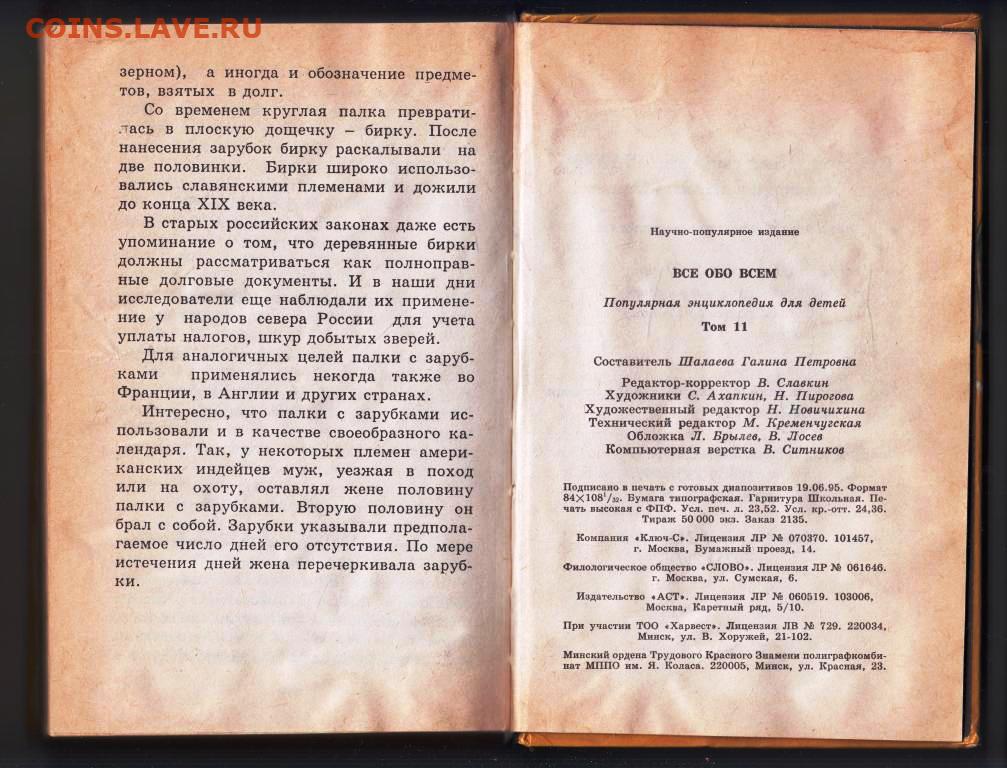 COINS.LAVE.RU
зерном), а иногда и обозначение предме-
тов, взятых в долг.
Со временем круглая палка преврати-
лась в плоскую дощечку – бирку. После
нанесения зарубок бирку раскалывали на
две половинки. Бирки широко использо-
вались славянскими племенами и дожили
до конца XIX века.
В старых российских законах даже есть
упоминание о том, что деревянные бирки
должны рассматриваться как полноправ-
ные долговые документы. И в наши дни
исследователи еще наблюдали их примене-
ние у народов севера России для учета
уплаты налогов, шкур добытых зверей.
Для аналогичных целей палки с заруб-
ками применялись некогда также во
Франции, в Англии и других странах.
Интересно, что палки с зарубками ис-
пользовали и в качестве своеобразного ка-
лендаря. Так, у некоторых племен амери-
канских индейцев муж, уезжая в поход
или на охоту, оставлял жене половину
палки с зарубками. Вторую половину он
брал с собой. Зарубки указывали предпола-
гаемое число дней его отсутствия. По мере
истечения дней жена перечеркивала заруб-
ки.
Научно-популярное издание
ВСЕ ОБО ВСЕМ
Популярная энциклопедия для детей
Том 11
Составитель Шалаева Галина Петровна
Редактор-корректор В. Славкин
Художники С. Ахапкин, Н. Пирогова
Художественный редактор Н. Новичихина
Технический редактор М. Кременчугская
Обложка Л. Брылев, В. Лосев
Компьютерная верстка В. Ситников
Подписано в печать с готовых диапозитивов 19.06.95. Формат
84×108¹/₃₂. Бумага типографская. Гарнитура Школьная. Пе-
чать высокая с ФПФ. Усл. печ. л. 23,52. Усл. кр.-отт. 24,36.
Тираж 50 000 экз. Заказ 2135.
Компания «Ключ-С». Лицензия ЛР № 070370. 101457,
г. Москва, Бумажный проезд, 14.
Филологическое общество «СЛОВО». Лицензия ЛР № 061646.
г. Москва, ул. Сумская, 6.
Издательство «АСТ». Лицензия ЛР № 060519. 103006,
Москва, Каретный ряд, 5/10.
При участии ТОО «Харвест». Лицензия ЛВ № 729. 220034,
Минск, ул. В. Хоружей, 21-102.
Минский ордена Трудового Красного Знамени полиграфкомби-
нат МППО им. Я. Коласа. 220005, Минск, ул. Красная, 23.